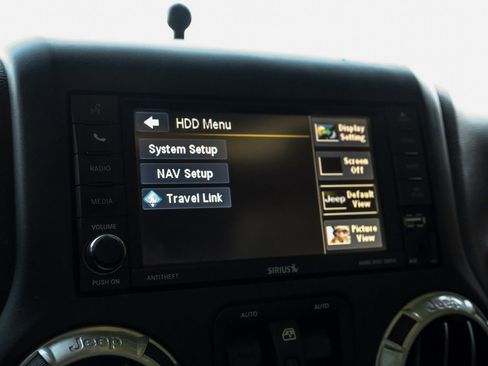 HDD Menu
System Setup
NAV Setup
Travel Link
Display
Setting
Screen
Off
Jeep
Default
View
Picture
View
RADIO
MEDIA
VOLUME
PUSH ON
ANTITHEFT
SIRIUS
AUTO
AUTO
Jeep
Jeep